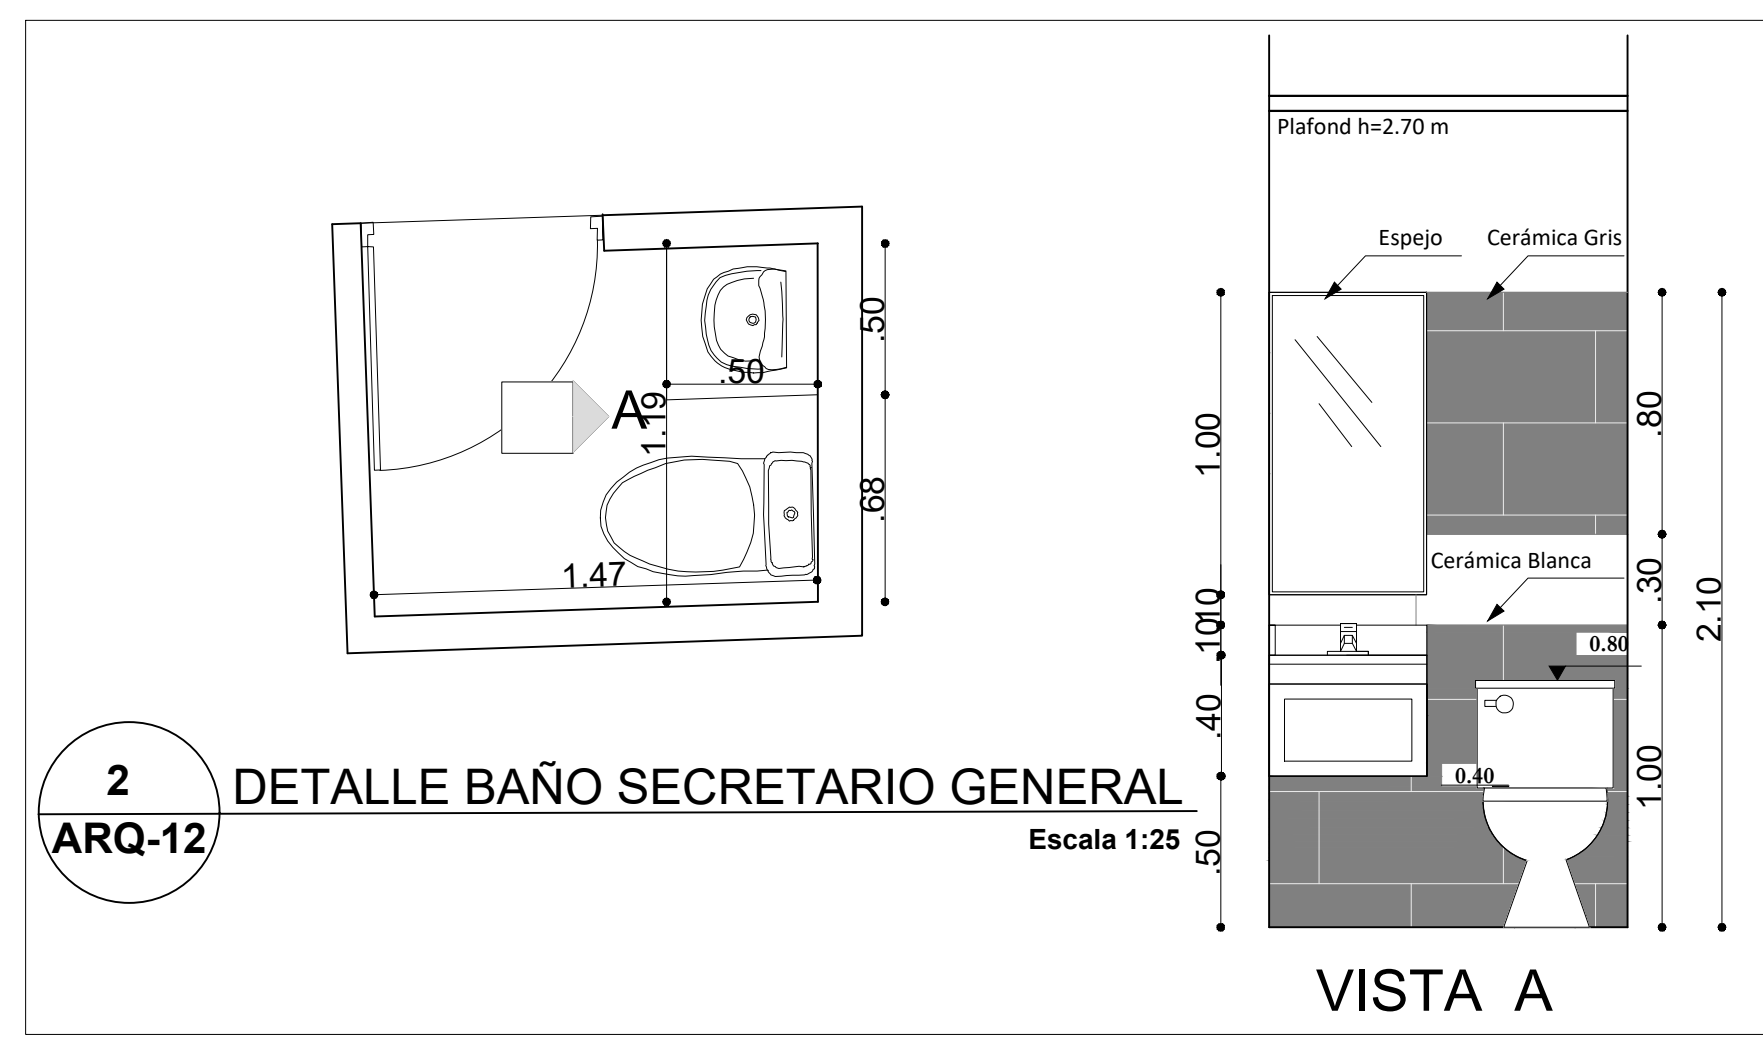 Plafond h=2.70 m
Espejo
Cerámica Gris
.50
.50
A
1.19
.68
1.47
1.00
.80
Cerámica Blanca
.10
.10
.30
2.10
0.80
.40
0.40
1.00
.50
2
ARQ-12
DETALLE BAÑO SECRETARIO GENERAL
Escala 1:25
VISTA A